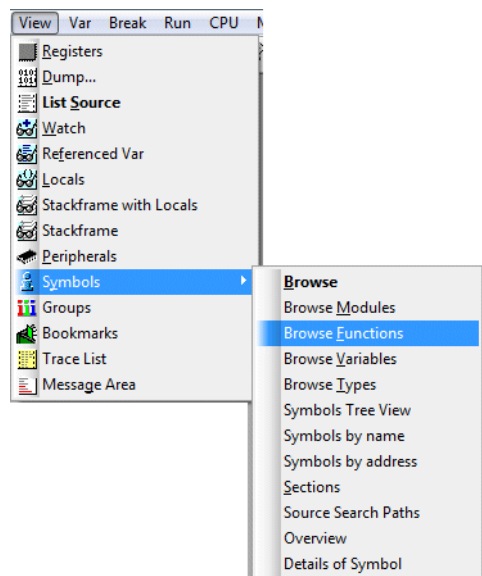 View Var Break Run CPU
Registers
Dump...
List Source
Watch
Referenced Var
Locals
Stackframe with Locals
Stackframe
Peripherals
Symbols
Groups
Bookmarks
Trace List
Message Area
Browse
Browse Modules
Browse Functions
Browse Variables
Browse Types
Symbols Tree View
Symbols by name
Symbols by address
Sections
Source Search Paths
Overview
Details of Symbol